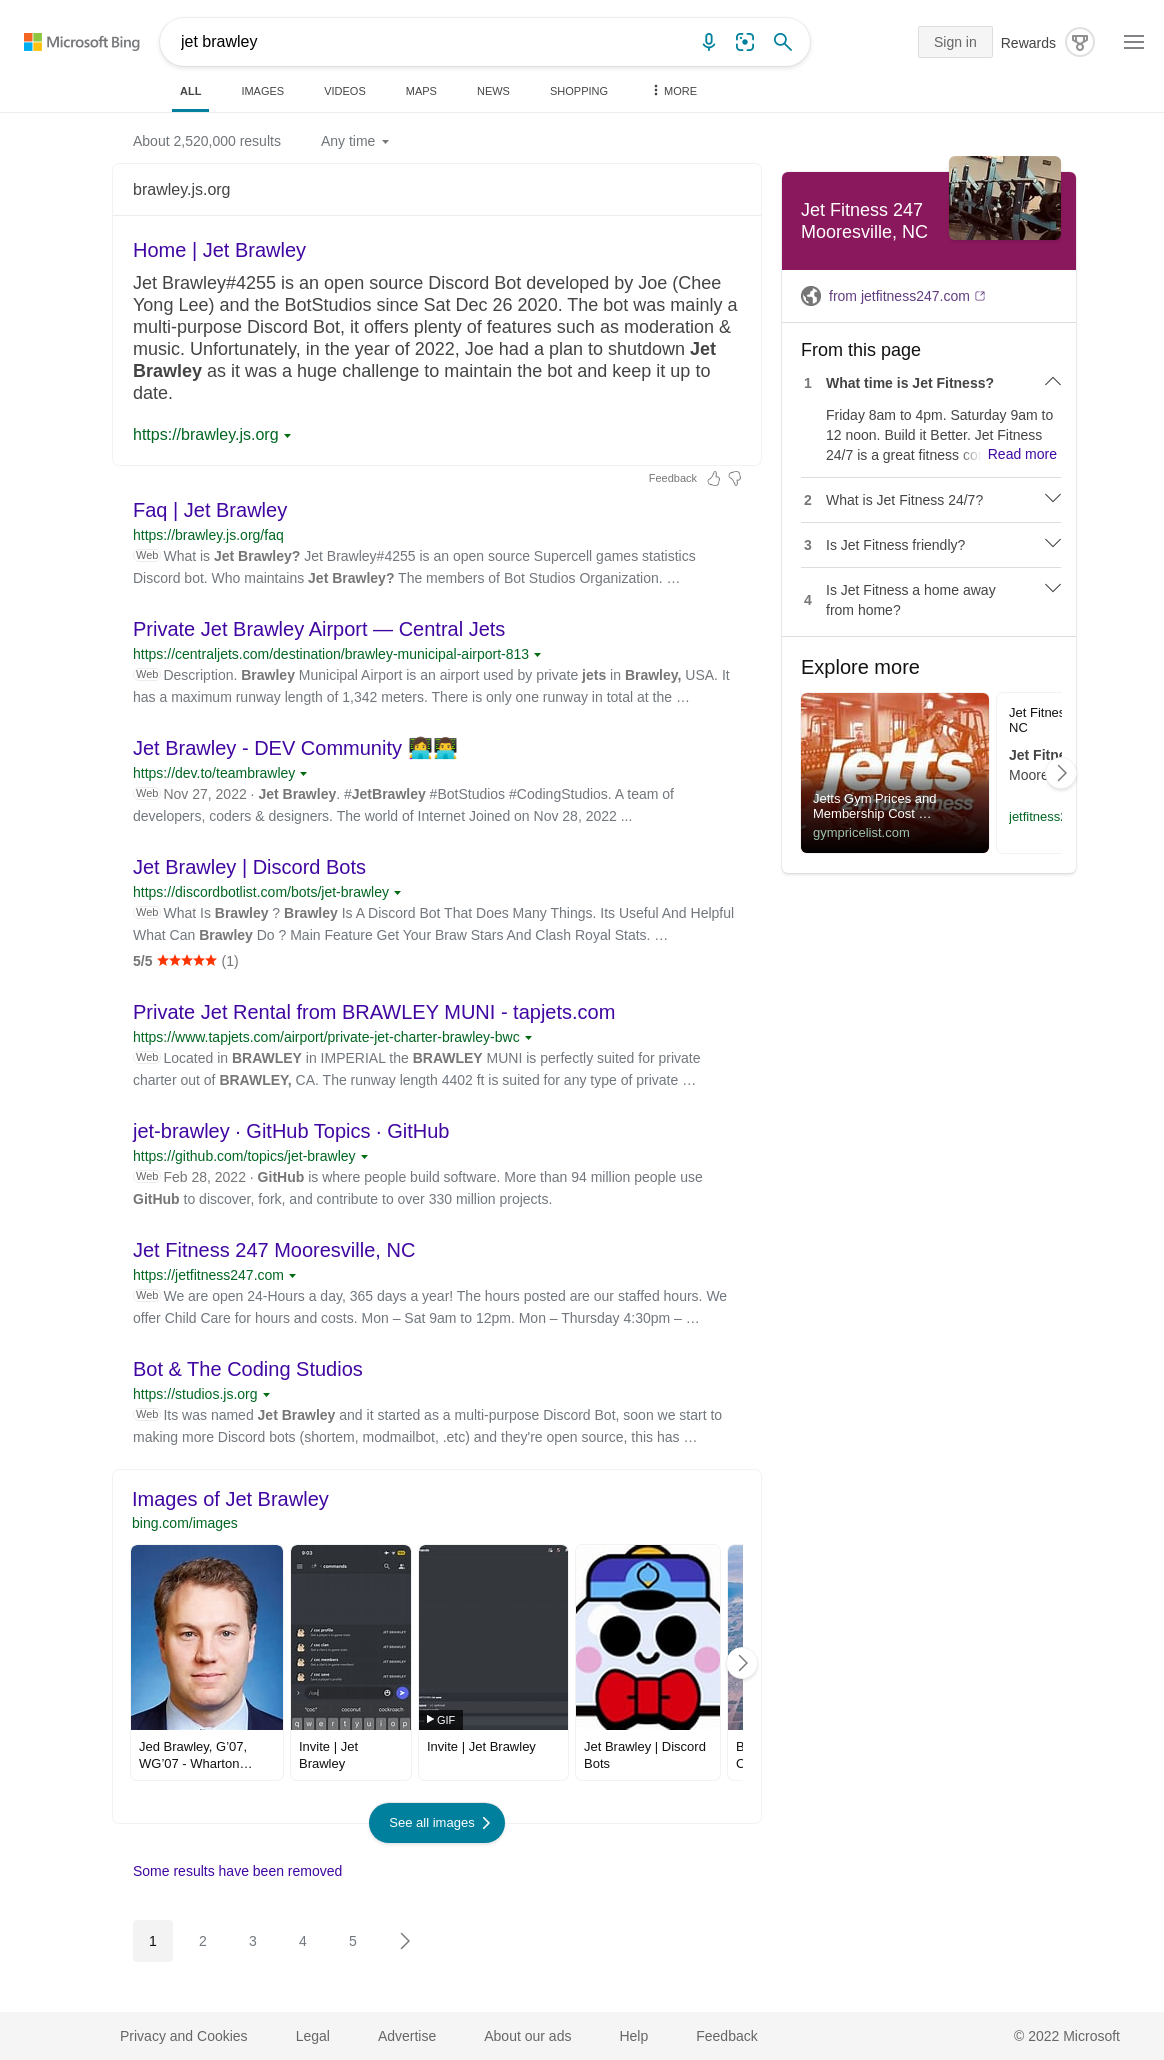 Microsoft Bing
jet brawley
Sign in
Rewards
ALL
IMAGES
VIDEOS
MAPS
NEWS
SHOPPING
MORE
About 2,520,000 results
Any time
brawley.js.org
Home | Jet Brawley
Jet Brawley#4255 is an open source Discord Bot developed by Joe (Chee
Yong Lee) and the BotStudios since Sat Dec 26 2020. The bot was mainly a
multi-purpose Discord Bot, it offers plenty of features such as moderation &
music. Unfortunately, in the year of 2022, Joe had a plan to shutdown Jet
Brawley as it was a huge challenge to maintain the bot and keep it up to
date.
https://brawley.js.org
Feedback
Faq | Jet Brawley
https://brawley.js.org/faq
Web What is Jet Brawley? Jet Brawley#4255 is an open source Supercell games statistics
Discord bot. Who maintains Jet Brawley? The members of Bot Studios Organization. …
Private Jet Brawley Airport — Central Jets
https://centraljets.com/destination/brawley-municipal-airport-813
Web Description. Brawley Municipal Airport is an airport used by private jets in Brawley, USA. It
has a maximum runway length of 1,342 meters. There is only one runway in total at the …
Jet Brawley - DEV Community 👩‍💻👨‍💻
https://dev.to/teambrawley
Web Nov 27, 2022 · Jet Brawley. #JetBrawley #BotStudios #CodingStudios. A team of
developers, coders & designers. The world of Internet Joined on Nov 28, 2022 ...
Jet Brawley | Discord Bots
https://discordbotlist.com/bots/jet-brawley
Web What Is Brawley ? Brawley Is A Discord Bot That Does Many Things. Its Useful And Helpful
What Can Brawley Do ? Main Feature Get Your Braw Stars And Clash Royal Stats. …
5/5 ★★★★★ (1)
Private Jet Rental from BRAWLEY MUNI - tapjets.com
https://www.tapjets.com/airport/private-jet-charter-brawley-bwc
Web Located in BRAWLEY in IMPERIAL the BRAWLEY MUNI is perfectly suited for private
charter out of BRAWLEY, CA. The runway length 4402 ft is suited for any type of private …
jet-brawley · GitHub Topics · GitHub
https://github.com/topics/jet-brawley
Web Feb 28, 2022 · GitHub is where people build software. More than 94 million people use
GitHub to discover, fork, and contribute to over 330 million projects.
Jet Fitness 247 Mooresville, NC
https://jetfitness247.com
Web We are open 24-Hours a day, 365 days a year! The hours posted are our staffed hours. We
offer Child Care for hours and costs. Mon – Sat 9am to 12pm. Mon – Thursday 4:30pm – …
Bot & The Coding Studios
https://studios.js.org
Web Its was named Jet Brawley and it started as a multi-purpose Discord Bot, soon we start to
making more Discord bots (shortem, modmailbot, .etc) and they're open source, this has …
Images of Jet Brawley
bing.com/images
9:03
commands
/ coc profile
JET BRAWLEY
/ coc clan
JET BRAWLEY
/ coc members
JET BRAWLEY
/ coc save
JET BRAWLEY
/coc
"coc" coconut cockroach
q w e r t y u i o p
GIF
Jed Brawley, G'07,
WG'07 - Wharton…
Invite | Jet
Brawley
Invite | Jet Brawley
Jet Brawley | Discord
Bots
B
C
See all images
Some results have been removed
1 2 3 4 5
Jet Fitness 247
Mooresville, NC
from jetfitness247.com
From this page
1 What time is Jet Fitness?
Friday 8am to 4pm. Saturday 9am to
12 noon. Build it Better. Jet Fitness
24/7 is a great fitness co Read more
2 What is Jet Fitness 24/7?
3 Is Jet Fitness friendly?
4 Is Jet Fitness a home away
from home?
Explore more
jetts
24 hour fitness
Jetts Gym Prices and
Membership Cost …
gympricelist.com
Jet Fitnes
NC
Jet Fitne
Moore
jetfitness2
Privacy and Cookies
Legal
Advertise
About our ads
Help
Feedback
© 2022 Microsoft